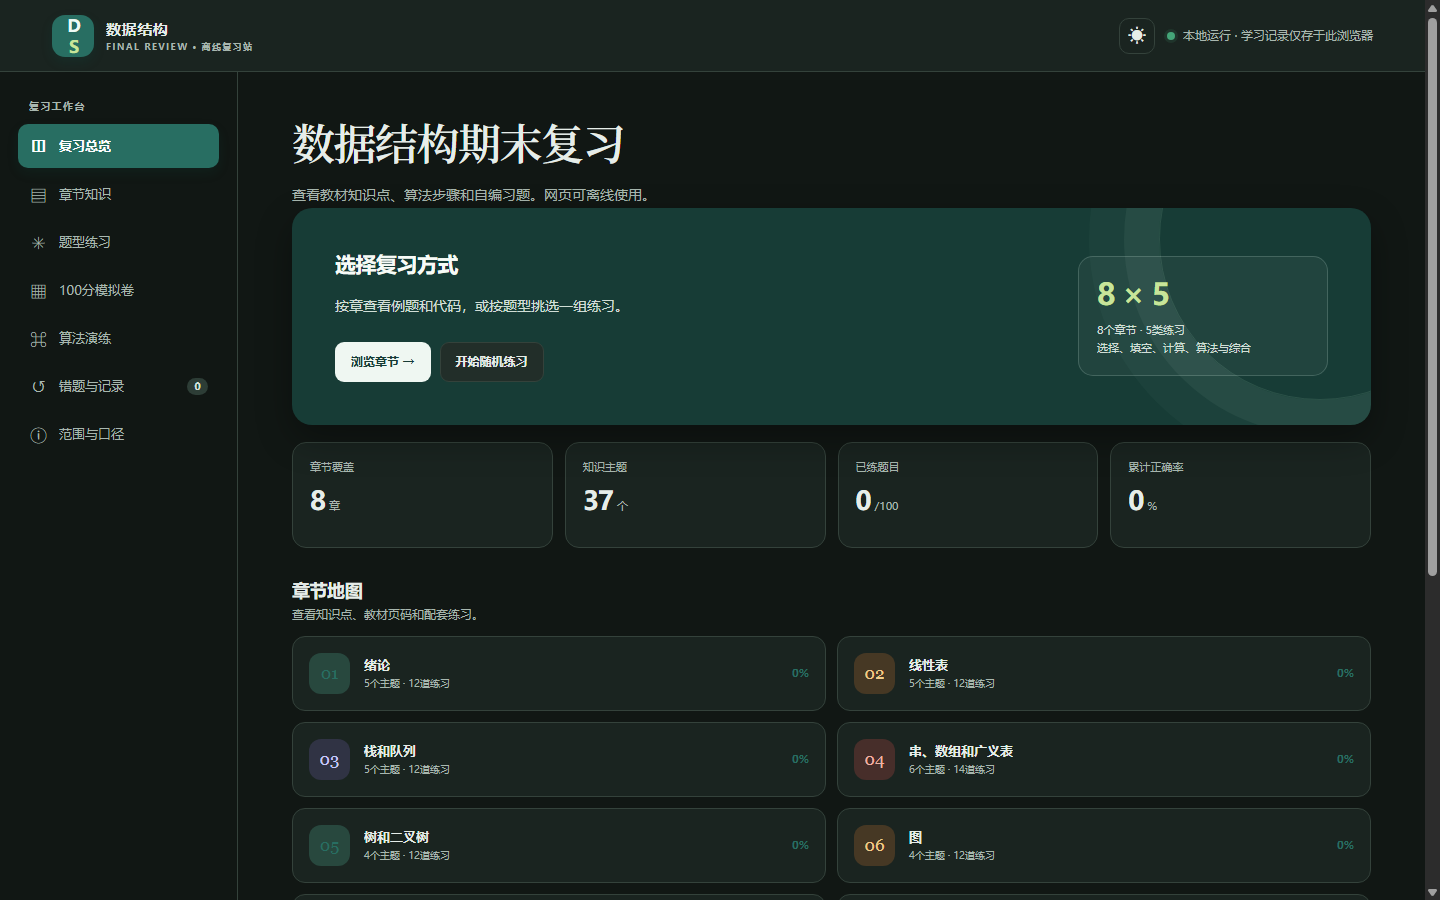 DS
数据结构
FINAL REVIEW • 离线复习站
本地运行 · 学习记录仅存于此浏览器
复习工作台
复习总览
章节知识
题型练习
100分模拟卷
算法演练
错题与记录
0
范围与口径
数据结构期末复习
查看教材知识点、算法步骤和自编习题。网页可离线使用。
选择复习方式
按章查看例题和代码，或按题型挑选一组练习。
浏览章节 →
开始随机练习
8 × 5
8个章节 · 5类练习
选择、填空、计算、算法与综合
章节覆盖
8 章
知识主题
37 个
已练题目
0 /100
累计正确率
0 %
章节地图
查看知识点、教材页码和配套练习。
01
绪论
5个主题 · 12道练习
0%
02
线性表
5个主题 · 12道练习
0%
03
栈和队列
5个主题 · 12道练习
0%
04
串、数组和广义表
6个主题 · 14道练习
0%
05
树和二叉树
4个主题 · 12道练习
0%
06
图
4个主题 · 12道练习
0%